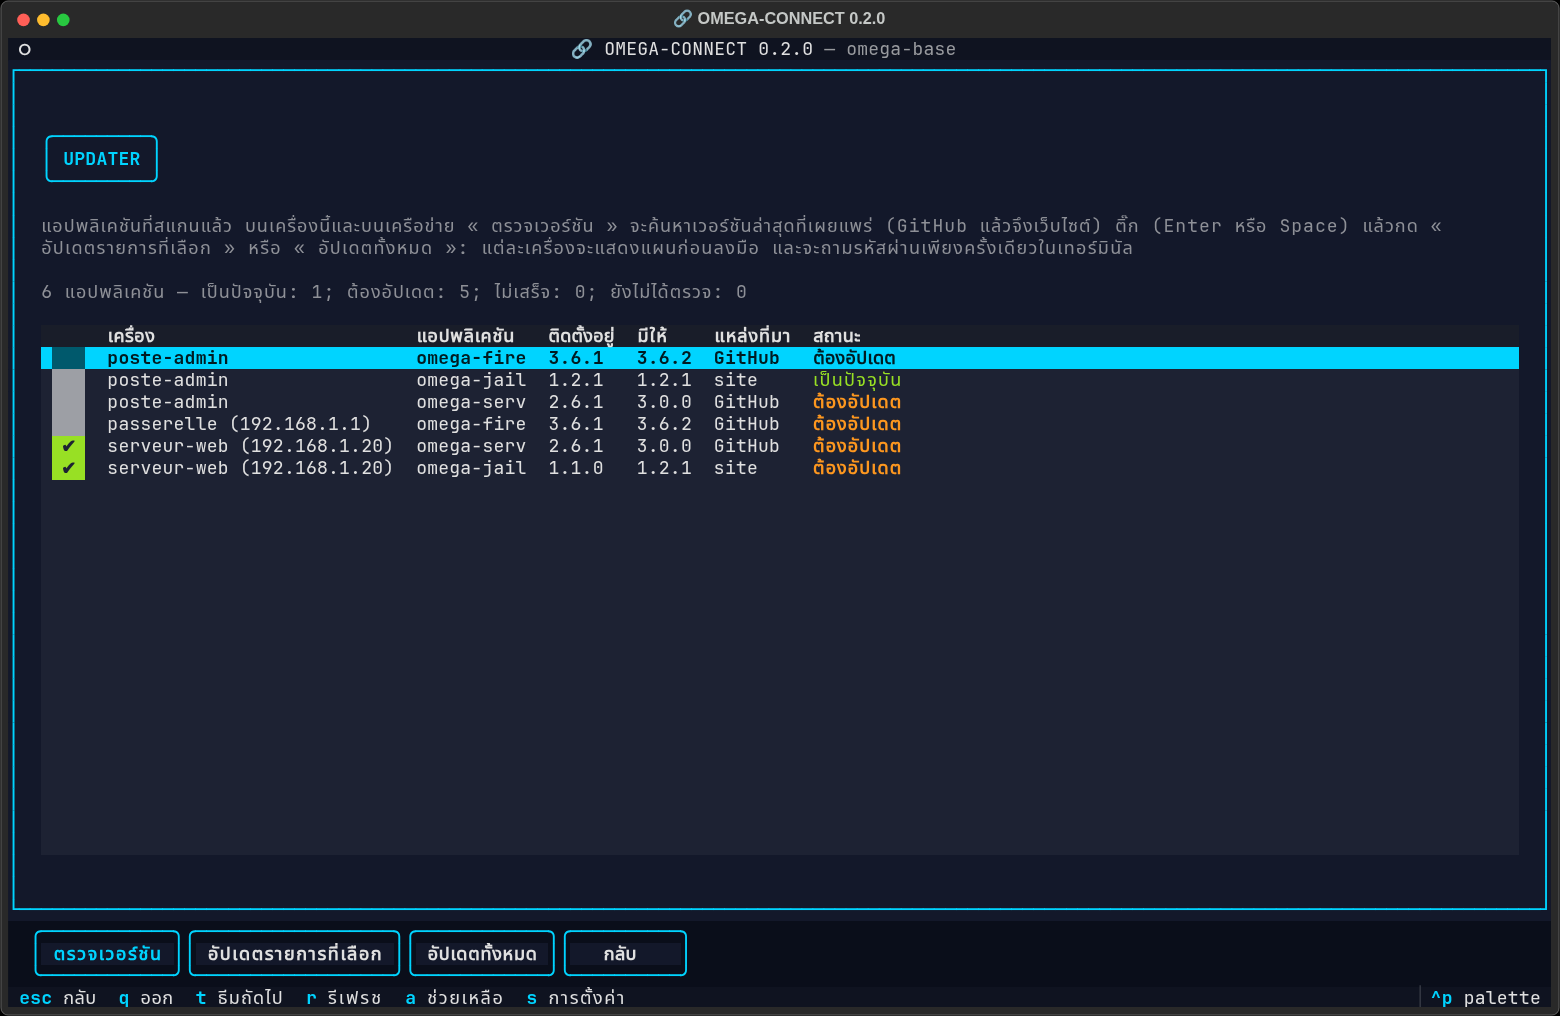 🔗 OMEGA-CONNECT 0.2.0
🔗 OMEGA-CONNECT 0.2.0 — omega-base
UPDATER
แอปพลิเคชันที่สแกนแล้ว บนเครื่องนี้และบนเครือข่าย « ตรวจเวอร์ชัน » จะค้นหาเวอร์ชันล่าสุดที่เผยแพร่ (GitHub แล้วจึงเว็บไซต์) ติ๊ก (Enter หรือ Space) แล้วกด «
อัปเดตรายการที่เลือก » หรือ « อัปเดตทั้งหมด »: แต่ละเครื่องจะแสดงแผนก่อนลงมือ และจะถามรหัสผ่านเพียงครั้งเดียวในเทอร์มินัล
6 แอปพลิเคชัน — เป็นปัจจุบัน: 1; ต้องอัปเดต: 5; ไม่เสร็จ: 0; ยังไม่ได้ตรวจ: 0
เครื่อง แอปพลิเคชัน ติดตั้งอยู่ มีให้ แหล่งที่มา สถานะ
poste-admin omega-fire 3.6.1 3.6.2 GitHub ต้องอัปเดต
poste-admin omega-jail 1.2.1 1.2.1 site เป็นปัจจุบัน
poste-admin omega-serv 2.6.1 3.0.0 GitHub ต้องอัปเดต
passerelle (192.168.1.1) omega-fire 3.6.1 3.6.2 GitHub ต้องอัปเดต
✔ serveur-web (192.168.1.20) omega-serv 2.6.1 3.0.0 GitHub ต้องอัปเดต
✔ serveur-web (192.168.1.20) omega-jail 1.1.0 1.2.1 site ต้องอัปเดต
ตรวจเวอร์ชัน อัปเดตรายการที่เลือก อัปเดตทั้งหมด กลับ
esc กลับ q ออก t ธีมถัดไป r รีเฟรช a ช่วยเหลือ s การตั้งค่า ^p palette